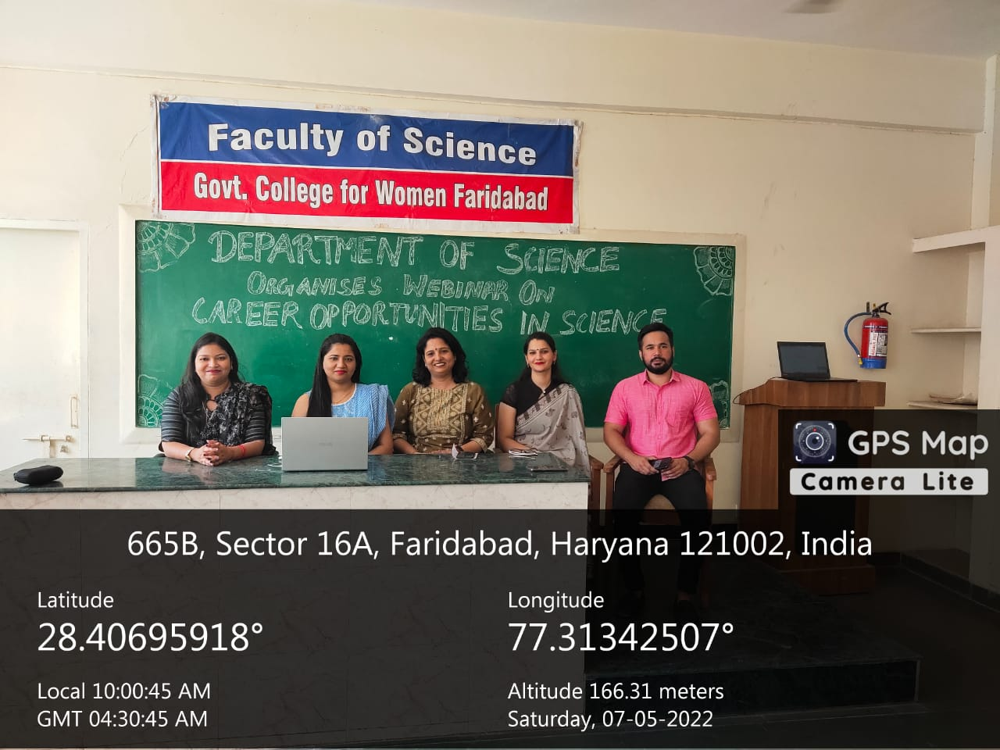 Faculty of Science
Govt. College for Women Faridabad
DEPARTMENT OF SCIENCE
ORGANISES WEBINAR ON
CAREER OPPORTUNITIES IN SCIENCE
GPS Map
Camera Lite
665B, Sector 16A, Faridabad, Haryana 121002, India
Latitude
28.40695918°
Longitude
77.31342507°
Local 10:00:45 AM
GMT 04:30:45 AM
Altitude 166.31 meters
Saturday, 07-05-2022